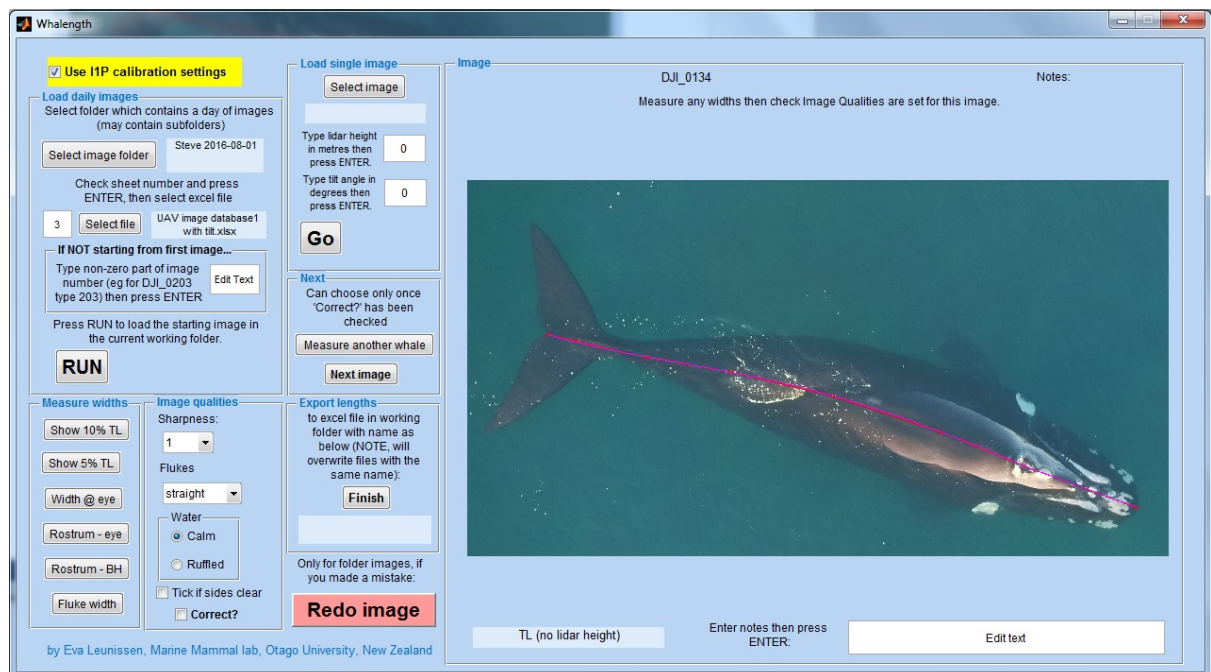 Whalength
Use I1P calibration settings
Load daily images
Select folder which contains a day of images
(may contain subfolders)
Select image folder
Steve 2016-08-01
Check sheet number and press
ENTER, then select excel file
3
Select file
UAV image database1
with tilt.xlsx
If NOT starting from first image...
Type non-zero part of image
number (eg for DJI_0203
type 203) then press ENTER
Edit Text
Press RUN to load the starting image in
the current working folder.
RUN
Measure widths
Show 10% TL
Show 5% TL
Width @ eye
Rostrum - eye
Rostrum - BH
Fluke width
Image qualities
Sharpness:
1
Flukes
straight
Water
Calm
Ruffled
Tick if sides clear
Correct?
by Eva Leunissen, Marine Mammal lab, Otago University, New Zealand
Load single image
Select image
Type lidar height
in metres then
press ENTER.
0
Type tilt angle in
degrees then
press ENTER.
0
Go
Next
Can choose only once
'Correct?' has been
checked
Measure another whale
Next image
Export lengths
to excel file in working
folder with name as
below (NOTE, will
overwrite files with the
same name):
Finish
Only for folder images, if
you made a mistake:
Redo image
Image
DJI_0134
Notes:
Measure any widths then check Image Qualities are set for this image.
TL (no lidar height)
Enter notes then press
ENTER:
Edit text